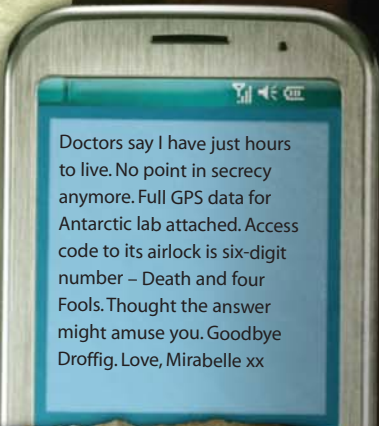 Doctors say I have just hours
to live. No point in secrecy
anymore. Full GPS data for
Antarctic lab attached. Access
code to its airlock is six-digit
number – Death and four
Fools. Thought the answer
might amuse you. Goodbye
Droffig. Love, Mirabelle xx